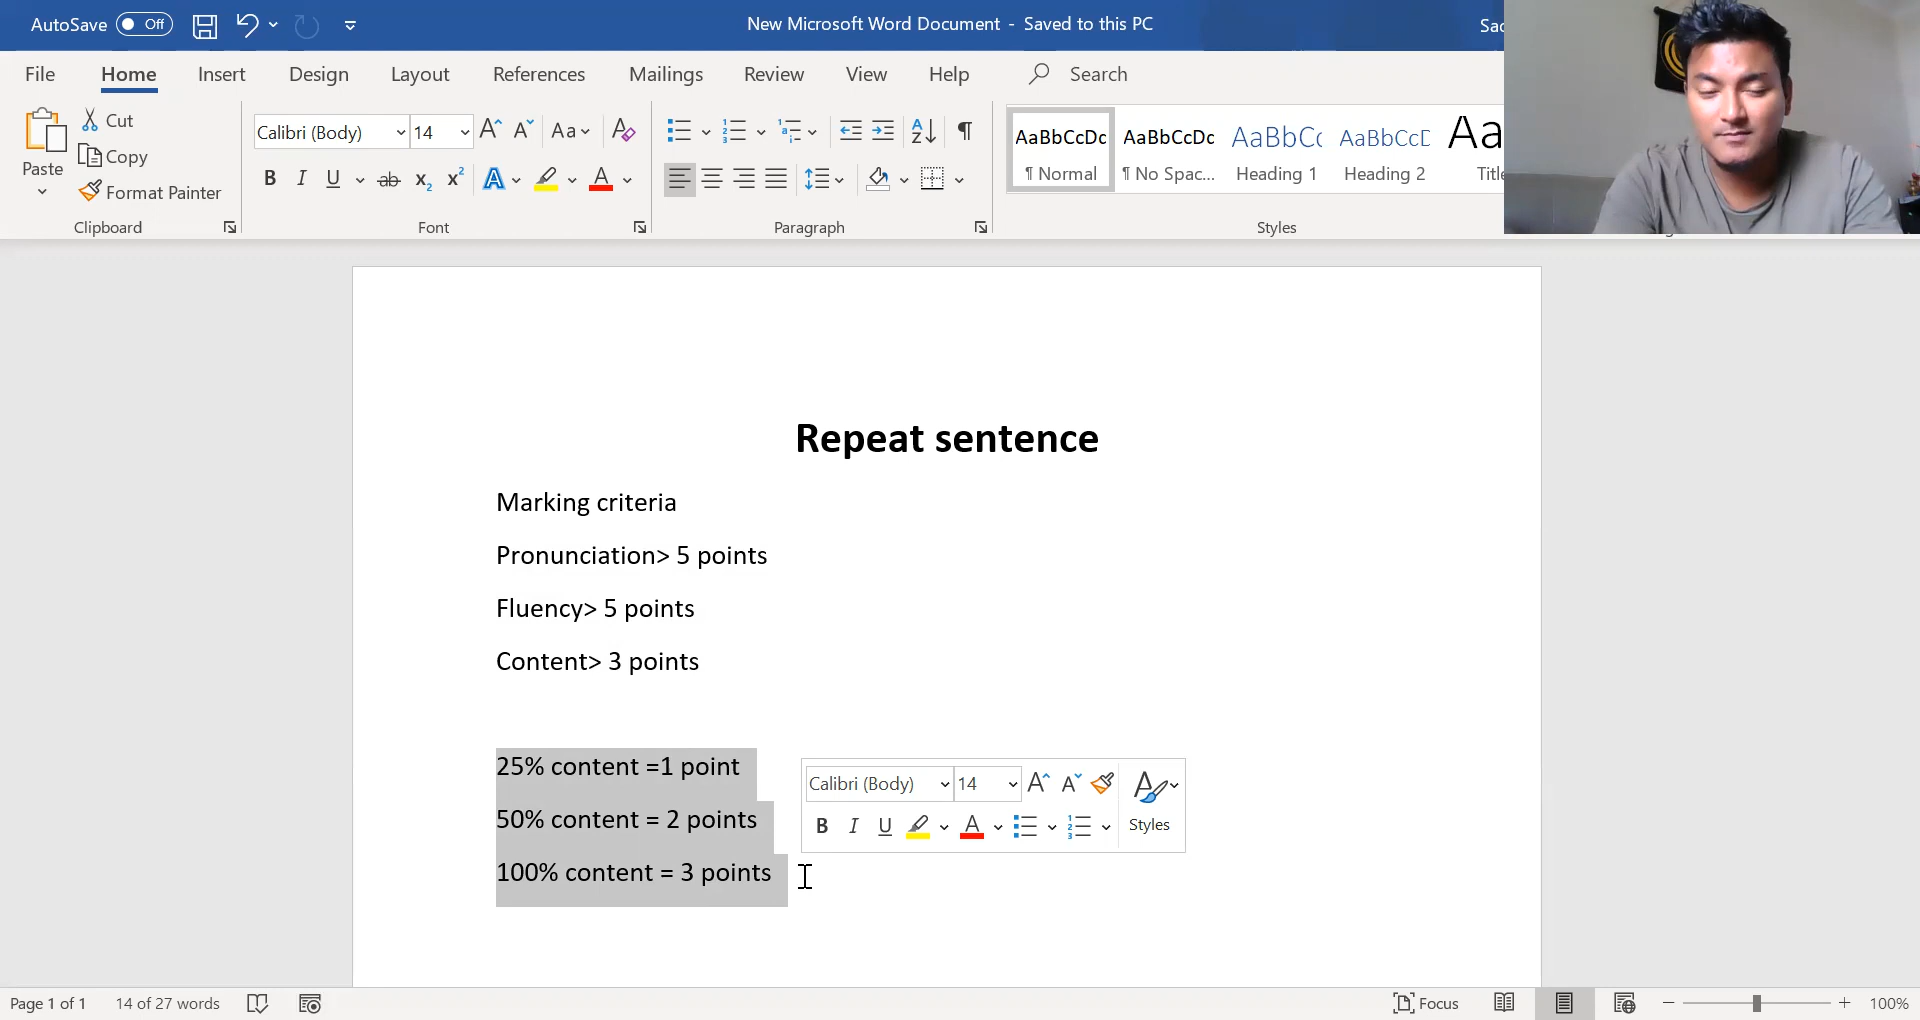 AutoSave Off New Microsoft Word Document - Saved to this PC
File Home Insert Design Layout References Mailings Review View Help Search
Paste
Cut
Copy
Format Painter
Clipboard
Calibri (Body) 14
Font
Paragraph
AaBbCcDc AaBbCcDc AaBbCc AaBbCcD Aa
¶ Normal ¶ No Spac... Heading 1 Heading 2
Styles
Repeat sentence
Marking criteria
Pronunciation> 5 points
Fluency> 5 points
Content> 3 points
25% content =1 point
50% content = 2 points
100% content = 3 points
Calibri (Body) 14
Styles
Page 1 of 1 14 of 27 words Focus 100%